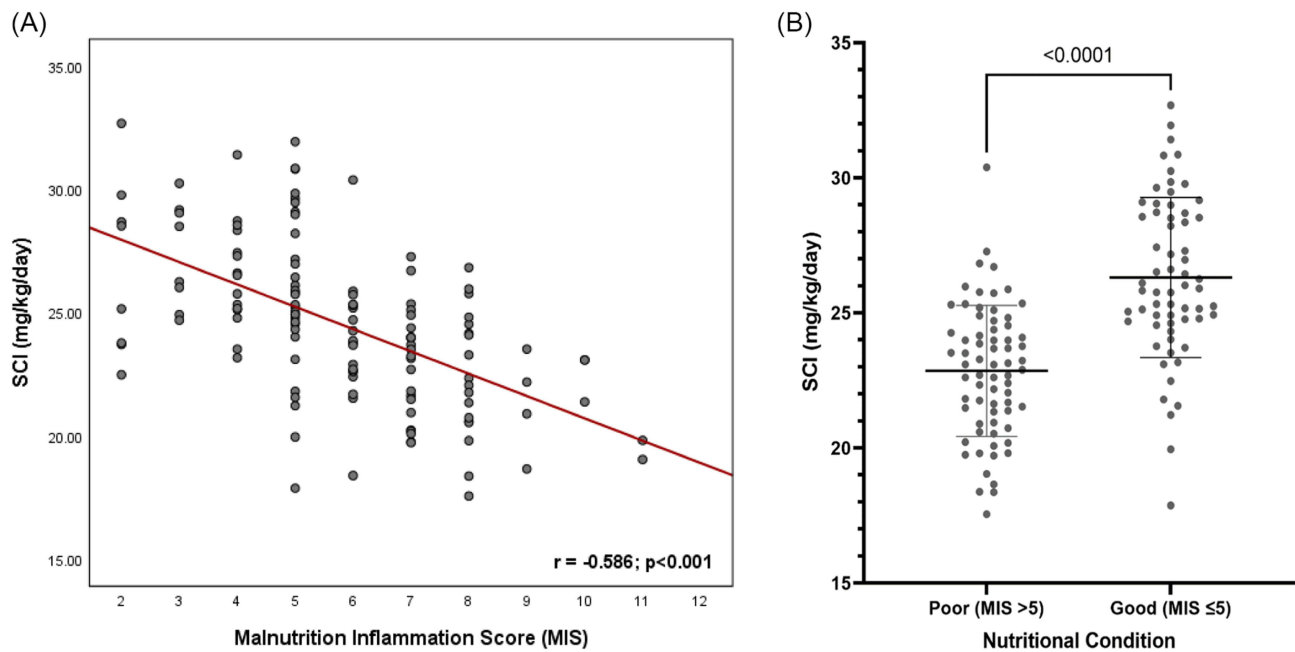 (A)
35.00
30.00
25.00
20.00
15.00
SCI (mg/kg/day)
r = -0.586; p<0.001
2 3 4 5 6 7 8 9 10 11 12
Malnutrition Inflammation Score (MIS)
(B)
35
30
25
20
15
SCI (mg/kg/day)
<0.0001
Poor (MIS >5) Good (MIS ≤5)
Nutritional Condition